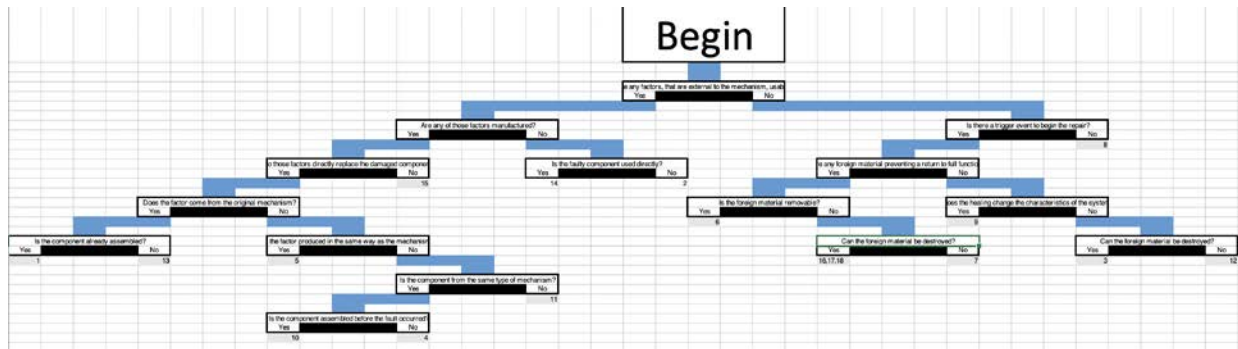 Begin
e any factors, that are external to the mechanism, usab
Yes No
Are any of those factors manufactured?
Yes No
Is there a trigger event to begin the repair?
Yes No
8
o those factors directly replace the damaged componen
Yes No
15
Is the faulty component used directly?
Yes No
14 2
e any foreign material preventing a return to full functio
Yes No
Does the factor come from the original mechanism?
Yes No
Is the foreign material removable?
Yes No
6
oes the healing change the characteristics of the syster
Yes No
9
Is the component already assembled?
Yes No
1 13
the factor produced in the same way as the mechanism
Yes No
5
Can the foreign material be destroyed?
Yes No
16,17,18 7
Can the foreign material be destroyed?
Yes No
3 12
Is the component from the same type of mechanism?
Yes No
11
Is the component assembled before the fault occurred?
Yes No
10 4